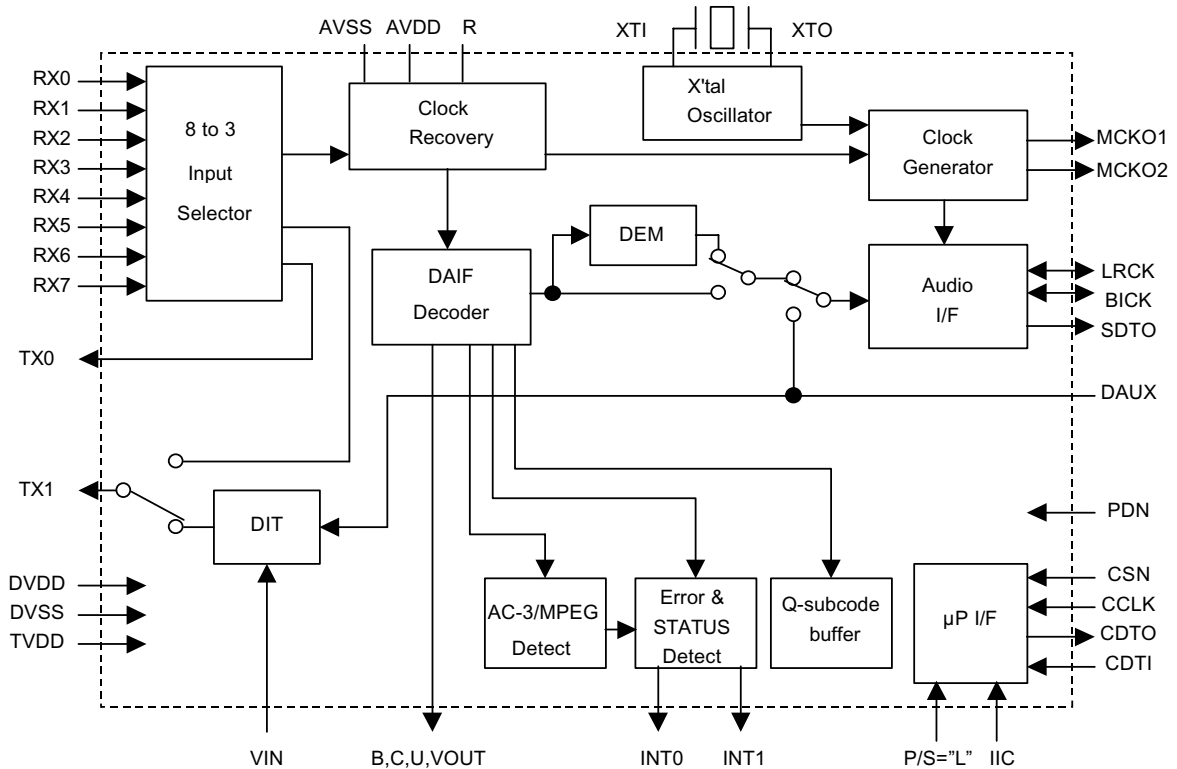 AVSS AVDD R
XTI XTO
RX0
RX1
RX2
RX3
RX4
RX5
RX6
RX7
8 to 3
Input
Selector
Clock
Recovery
X'tal
Oscillator
Clock
Generator
MCKO1
MCKO2
DEM
DAIF
Decoder
Audio
I/F
LRCK
BICK
SDTO
TX0
DAUX
TX1
DIT
PDN
DVDD
DVSS
TVDD
AC-3/MPEG
Detect
Error &
STATUS
Detect
Q-subcode
buffer
µP I/F
CSN
CCLK
CDTO
CDTI
VIN
B,C,U,VOUT
INT0
INT1
P/S=”L”
IIC